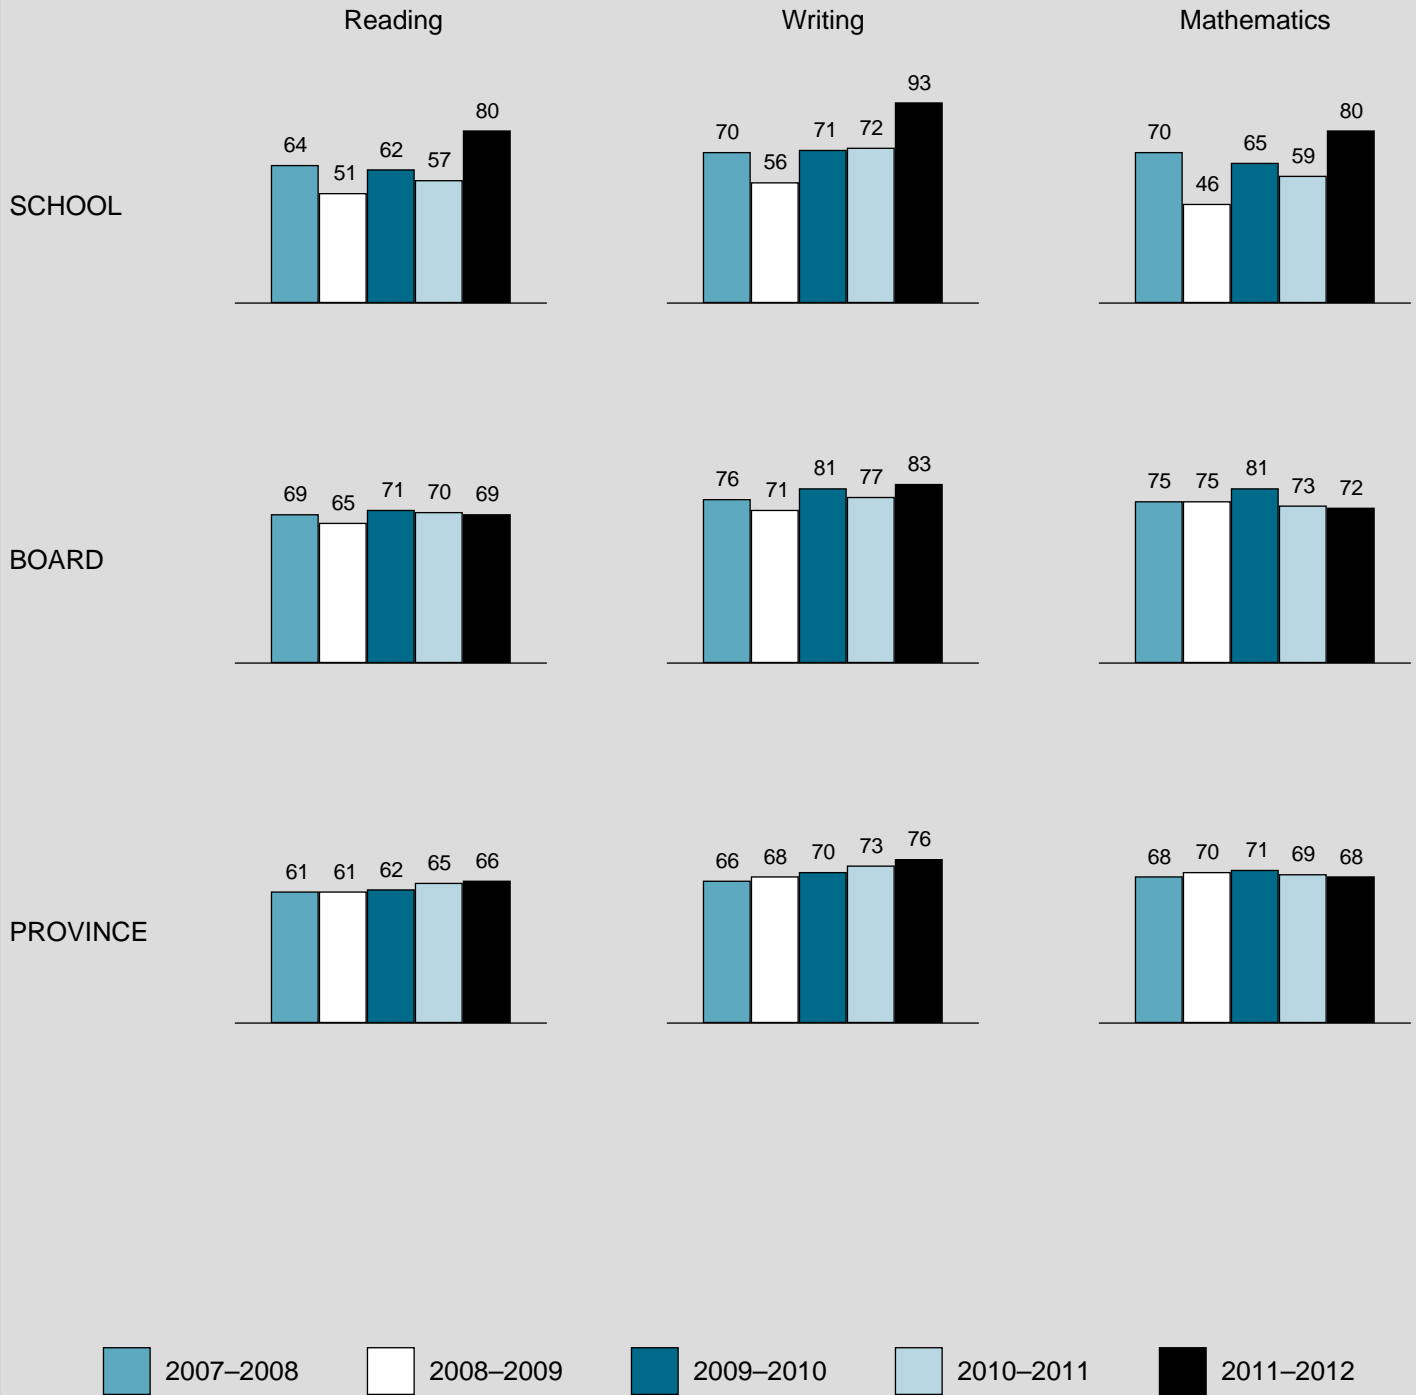 Reading Writing Mathematics
SCHOOL
64 51 62 57 80
70 56 71 72 93
70 46 65 59 80
BOARD
69 65 71 70 69
76 71 81 77 83
75 75 81 73 72
PROVINCE
61 61 62 65 66
66 68 70 73 76
68 70 71 69 68
2007–2008 2008–2009 2009–2010 2010–2011 2011–2012